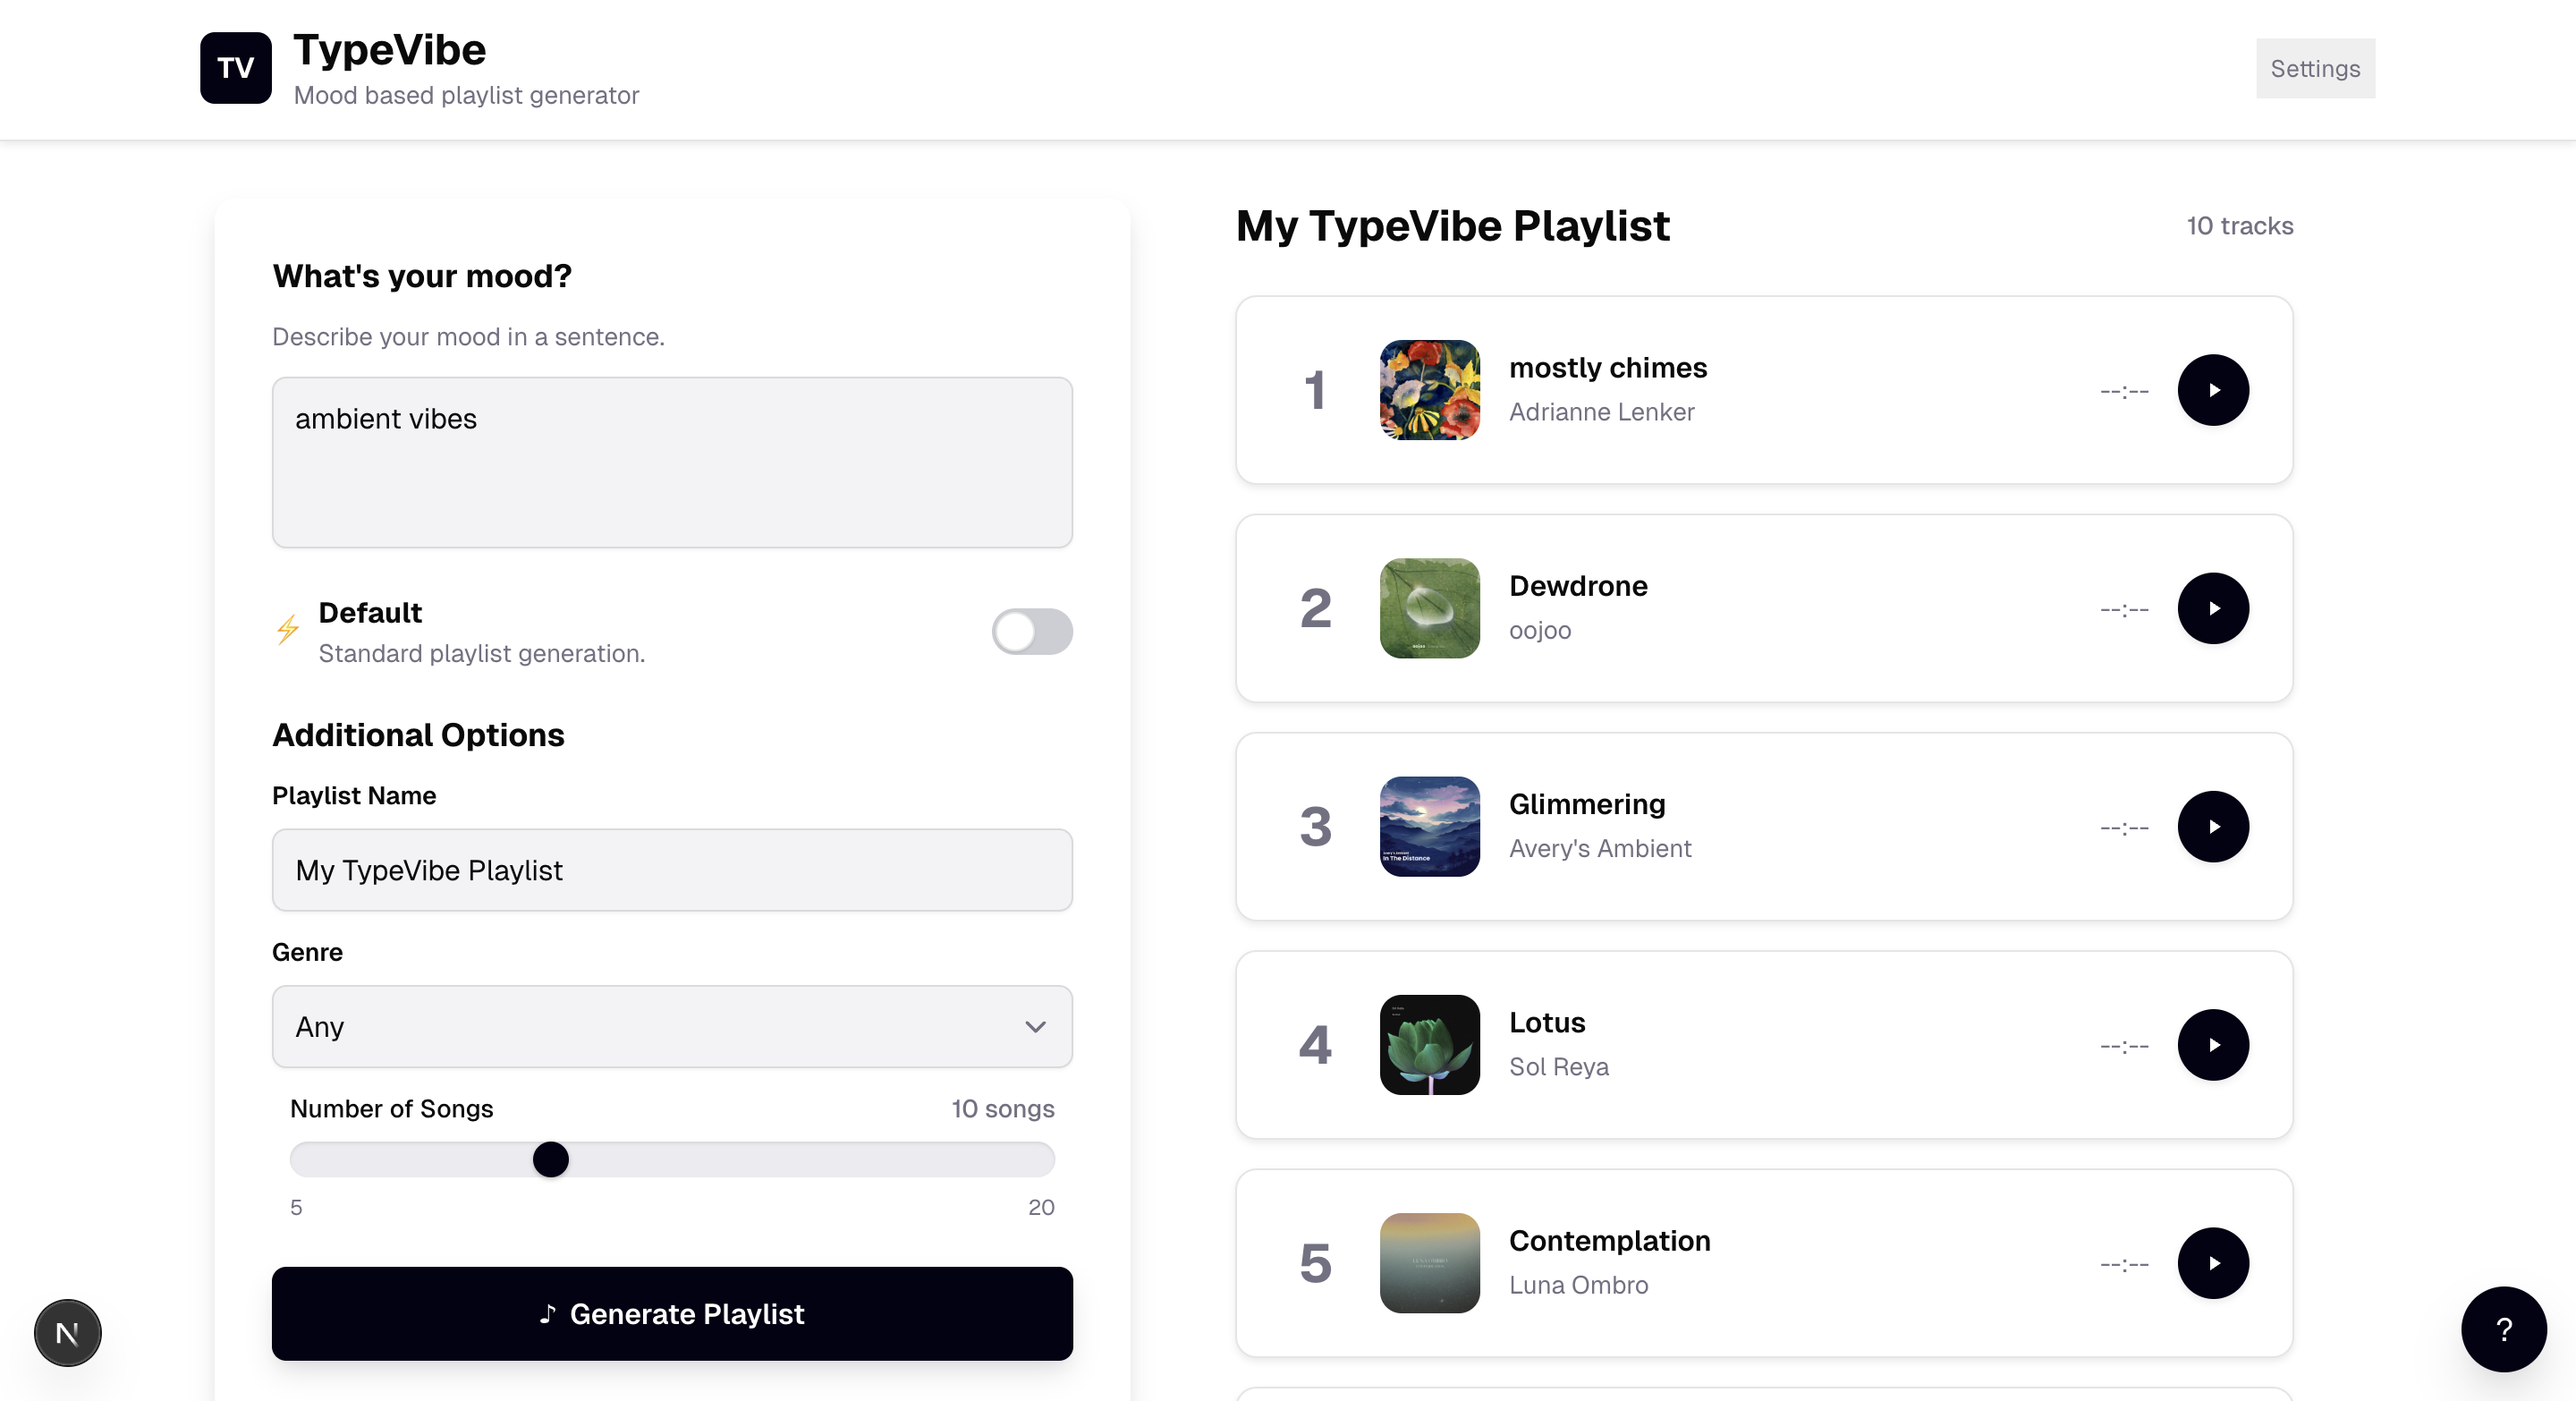 TV
TypeVibe
Mood based playlist generator
Settings
What's your mood?
Describe your mood in a sentence.
ambient vibes
⚡ Default
Standard playlist generation.
Additional Options
Playlist Name
My TypeVibe Playlist
Genre
Any
Number of Songs 10 songs
5 20
♪ Generate Playlist
N
My TypeVibe Playlist 10 tracks
1
mostly chimes
Adrianne Lenker
--:--
2
Dewdrone
oojoo
--:--
3
In The Distance
Glimmering
Avery's Ambient
--:--
4
Lotus
Sol Reya
--:--
5
Contemplation
Luna Ombro
--:--
?